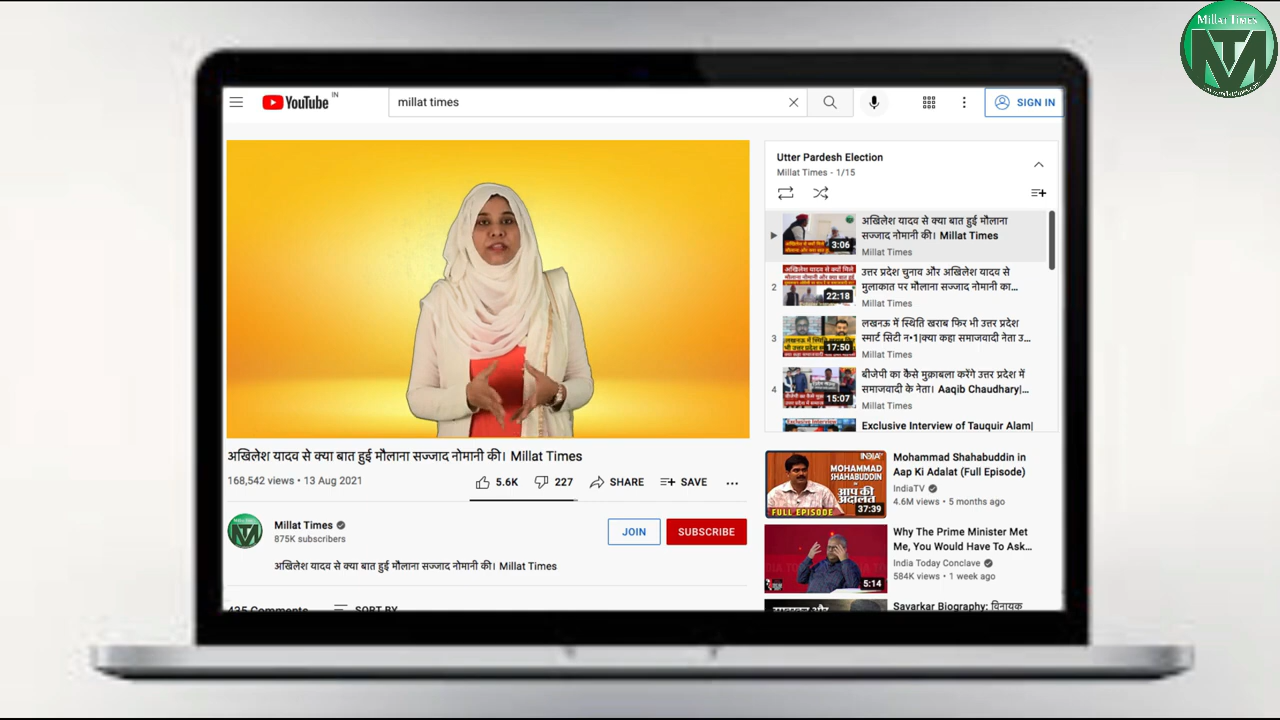 Millat Times
MT
YouTube IN
millat times
SIGN IN
Utter Pardesh Election
Millat Times - 1/15
3:06
अखिलेश यादव से क्या बात हुई मौलाना
सज्जाद नोमानी की। Millat Times
Millat Times
2
22:18
उत्तर प्रदेश चुनाव और अखिलेश यादव से
मुलाकात पर मौलाना सज्जाद नोमानी का...
Millat Times
3
17:50
लखनऊ में स्थिति खराब फिर भी उत्तर प्रदेश
स्मार्ट सिटी न•1|क्या कहा समाजवादी नेता उ...
Millat Times
4
15:07
बीजेपी का कैसे मुक़ाबला करेंगे उत्तर प्रदेश में
समाजवादी के नेता। Aaqib Chaudhary|...
Millat Times
Exclusive Interview of Tauquir Alam|
अखिलेश यादव से क्या बात हुई मौलाना सज्जाद नोमानी की। Millat Times
168,542 views • 13 Aug 2021
5.6K
227
SHARE
SAVE
Millat Times
875K subscribers
JOIN
SUBSCRIBE
अखिलेश यादव से क्या बात हुई मौलाना सज्जाद नोमानी की। Millat Times
435 Comments
SORT BY
INDIA
MOHAMMAD
SHAHABUDDIN
आप की
अदालत
FULL EPISODE
37:39
Mohammad Shahabuddin in
Aap Ki Adalat (Full Episode)
IndiaTV
4.6M views • 5 months ago
5:14
Why The Prime Minister Met
Me, You Would Have To Ask...
India Today Conclave
584K views • 1 week ago
Savarkar Biography: विनायक